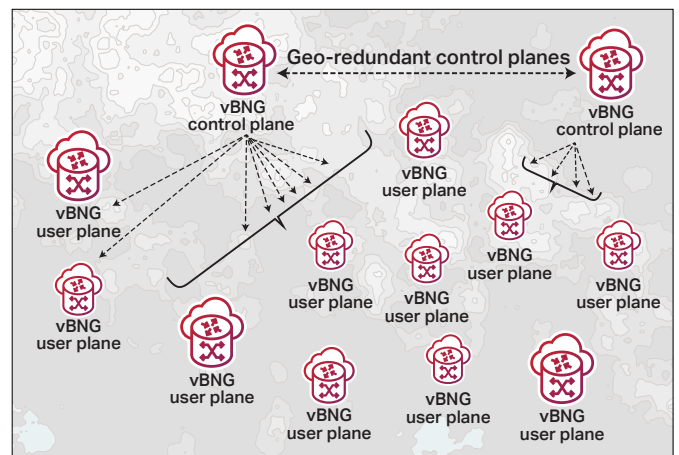 Geo-redundant control planes
vBNG
control plane
vBNG
control plane
vBNG
user plane
vBNG
user plane
vBNG
user plane
vBNG
user plane
vBNG
user plane
vBNG
user plane
vBNG
user plane
vBNG
user plane
vBNG
user plane
vBNG
user plane
vBNG
user plane
vBNG
user plane